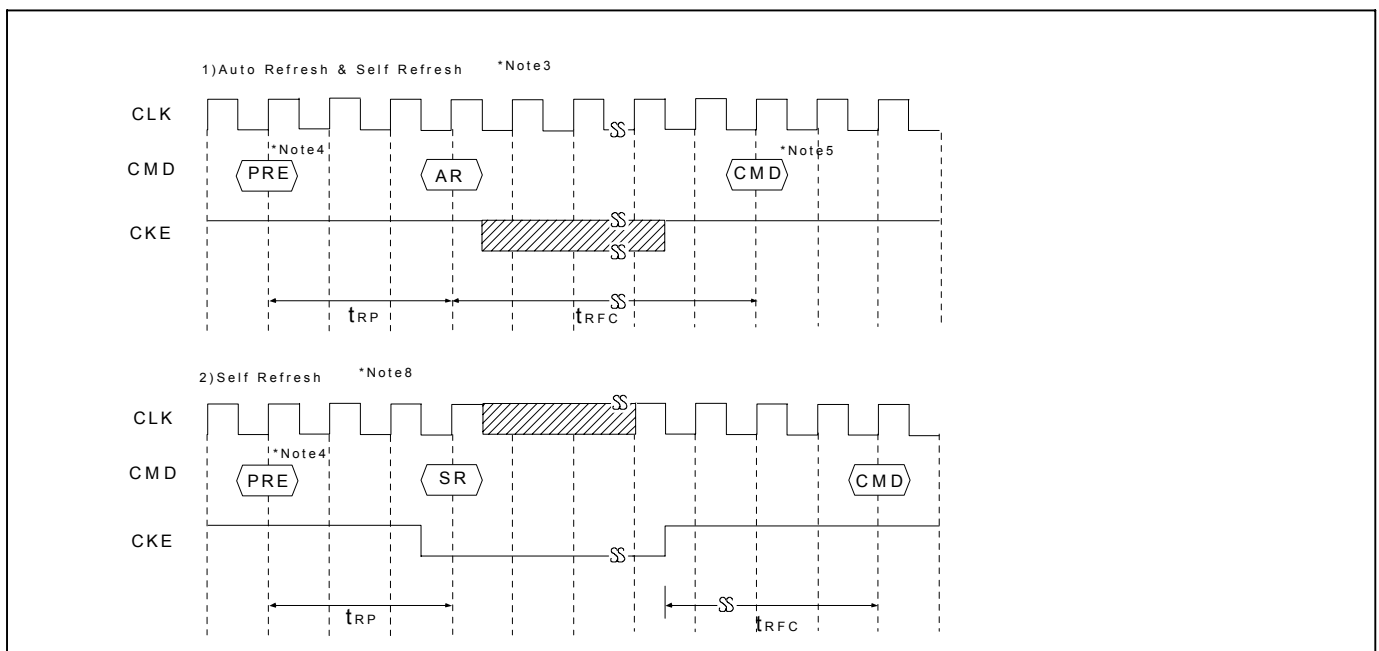 1)Auto Refresh & Self Refresh *Note3
CLK
*Note4 *Note5
CMD PRE AR CMD
CKE
tRP tRFC
2)Self Refresh *Note8
CLK
*Note4
CMD PRE SR CMD
CKE
tRP tRFC